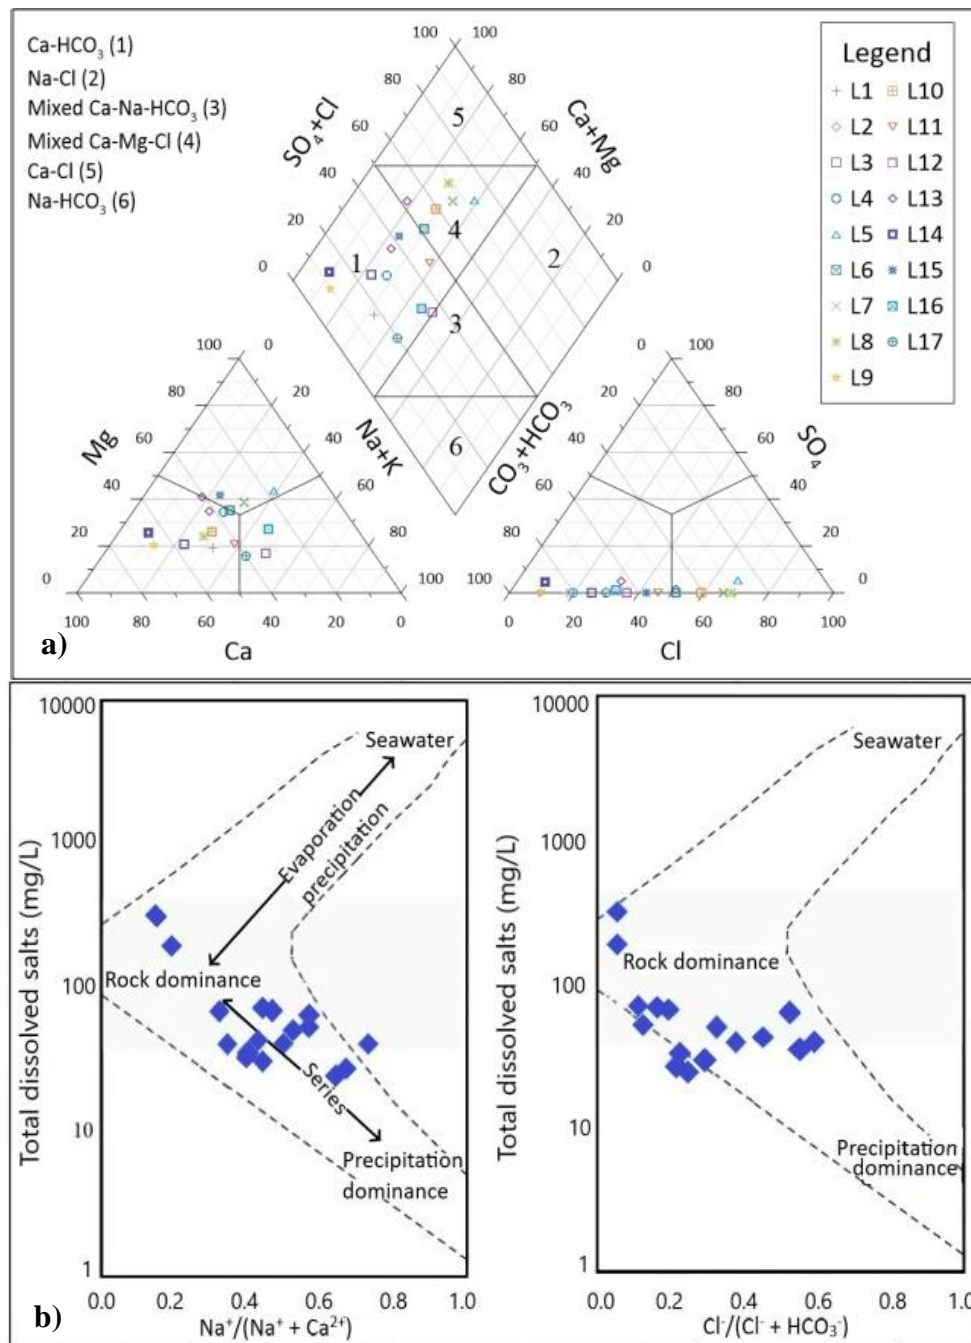 Ca-HCO₃ (1)
Na-Cl (2)
Mixed Ca-Na-HCO₃ (3)
Mixed Ca-Mg-Cl (4)
Ca-Cl (5)
Na-HCO₃ (6)
100 100
80 80
60 60
40 40
20 20
0 0
SO₄+Cl
Ca+Mg
5
4
1
2
3
6
Legend
L1 L10
L2 L11
L3 L12
L4 L13
L5 L14
L6 L15
L7 L16
L8 L17
L9
100 0
80 20
60 40
40 60
20 80
0 100
Mg
Na+K
100 80 60 40 20 0
Ca
100 0
80 20
60 40
40 60
20 80
0 100
CO₃+HCO₃
SO₄
0 20 40 60 80 100
Cl
a)
10000
1000
100
10
1
Total dissolved salts (mg/L)
Seawater
Evaporation
precipitation
Rock dominance
Series
Precipitation
dominance
0.0 0.2 0.4 0.6 0.8 1.0
Na⁺/(Na⁺ + Ca²⁺)
10000
1000
100
10
1
Total dissolved salts (mg/L)
Seawater
Rock dominance
Precipitation
dominance
0.0 0.2 0.4 0.6 0.8 1.0
Cl⁻/(Cl⁻ + HCO₃⁻)
b)